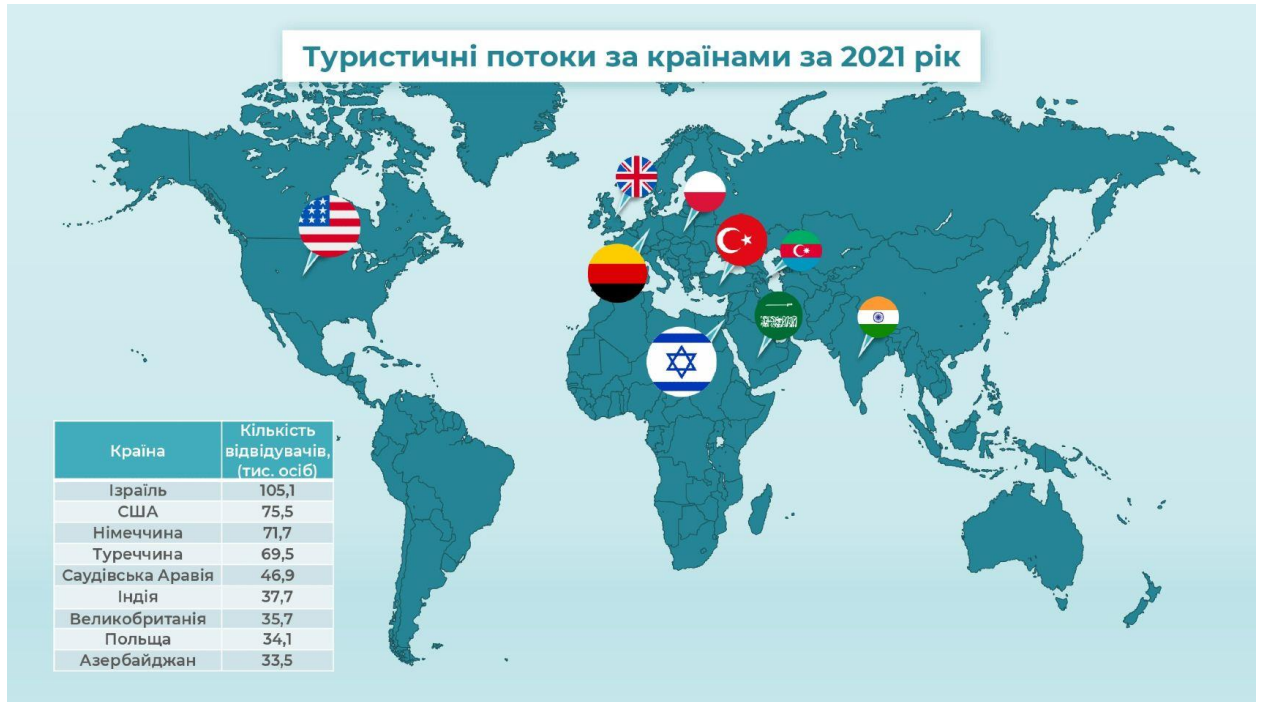 Туристичні потоки за країнами за 2021 рік
Країна
Кількість
відвідувачів,
(тис. осіб)
Ізраїль 105,1
США 75,5
Німеччина 71,7
Туреччина 69,5
Саудівська Аравія 46,9
Індія 37,7
Великобританія 35,7
Польща 34,1
Азербайджан 33,5